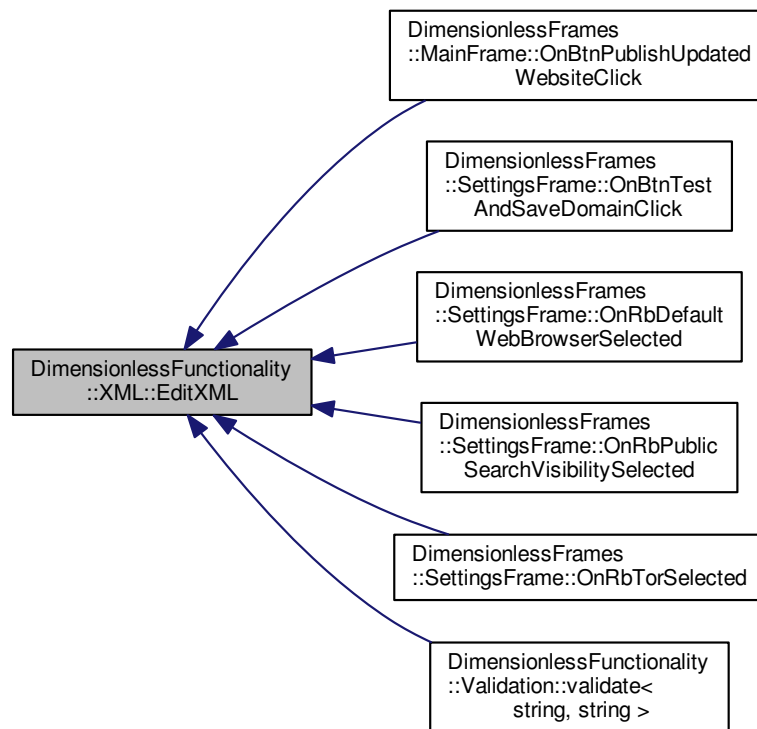 DimensionlessFrames
::MainFrame::OnBtnPublishUpdated
WebsiteClick
DimensionlessFrames
::SettingsFrame::OnBtnTest
AndSaveDomainClick
DimensionlessFrames
::SettingsFrame::OnRbDefault
WebBrowserSelected
DimensionlessFunctionality
::XML::EditXML
DimensionlessFrames
::SettingsFrame::OnRbPublic
SearchVisibilitySelected
DimensionlessFrames
::SettingsFrame::OnRbTorSelected
DimensionlessFunctionality
::Validation::validate<
string, string >